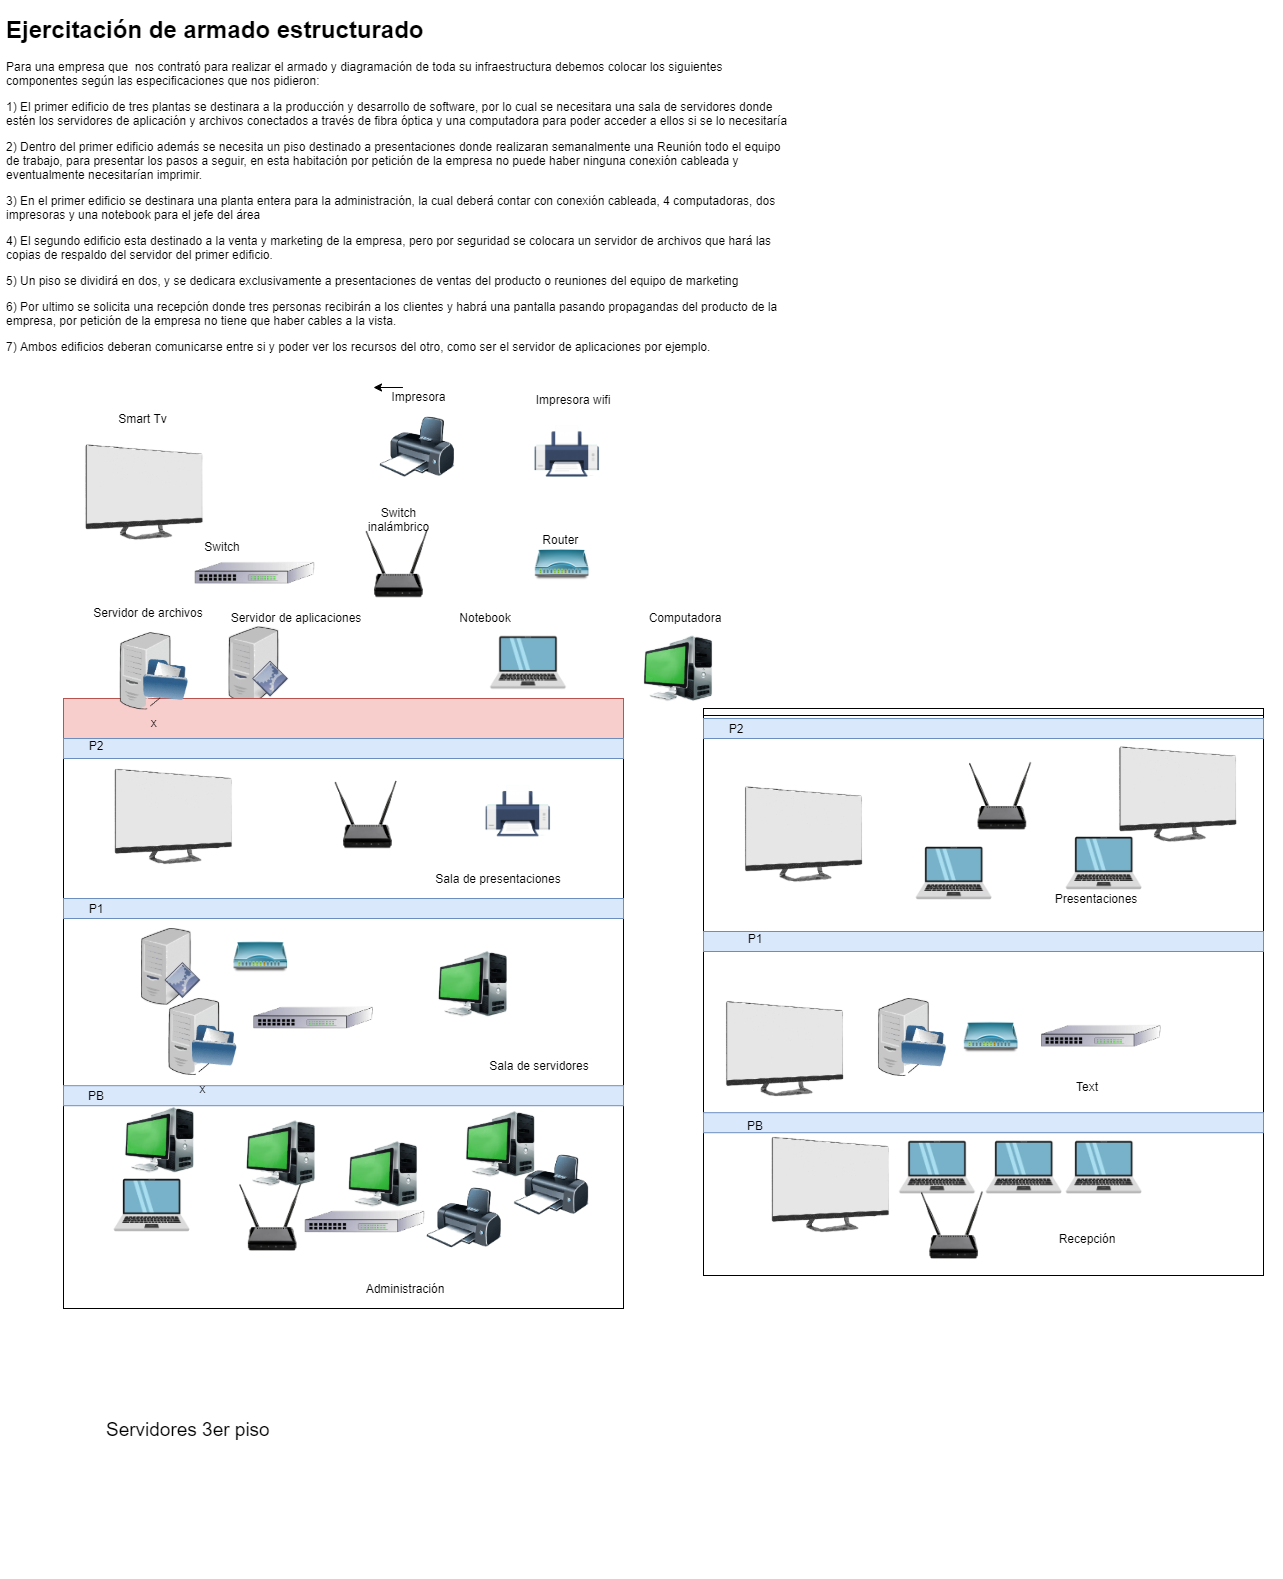 Ejercitación de armado estructurado
Para una empresa que  nos contrató para realizar el armado y diagramación de toda su infraestructura debemos colocar los siguientes
componentes según las especificaciones que nos pidieron:
1) El primer edificio de tres plantas se destinara a la producción y desarrollo de software, por lo cual se necesitara una sala de servidores donde
estén los servidores de aplicación y archivos conectados a través de fibra óptica y una computadora para poder acceder a ellos si se lo necesitaría
2) Dentro del primer edificio además se necesita un piso destinado a presentaciones donde realizaran semanalmente una Reunión todo el equipo
de trabajo, para presentar los pasos a seguir, en esta habitación por petición de la empresa no puede haber ninguna conexión cableada y
eventualmente necesitarían imprimir.
3) En el primer edificio se destinara una planta entera para la administración, la cual deberá contar con conexión cableada, 4 computadoras, dos
impresoras y una notebook para el jefe del área
4) El segundo edificio esta destinado a la venta y marketing de la empresa, pero por seguridad se colocara un servidor de archivos que hará las
copias de respaldo del servidor del primer edificio.
5) Un piso se dividirá en dos, y se dedicara exclusivamente a presentaciones de ventas del producto o reuniones del equipo de marketing
6) Por ultimo se solicita una recepción donde tres personas recibirán a los clientes y habrá una pantalla pasando propagandas del producto de la
empresa, por petición de la empresa no tiene que haber cables a la vista.
7) Ambos edificios deberan comunicarse entre si y poder ver los recursos del otro, como ser el servidor de aplicaciones por ejemplo.
Impresora
Impresora wifi
Smart Tv
Switch
inalámbrico
Router
Switch
Servidor de archivos
Servidor de aplicaciones
Notebook
Computadora
x
P2
P2
Sala de presentaciones
Presentaciones
P1
P1
Sala de servidores
Text
x
PB
PB
Recepción
Administración
Servidores 3er piso